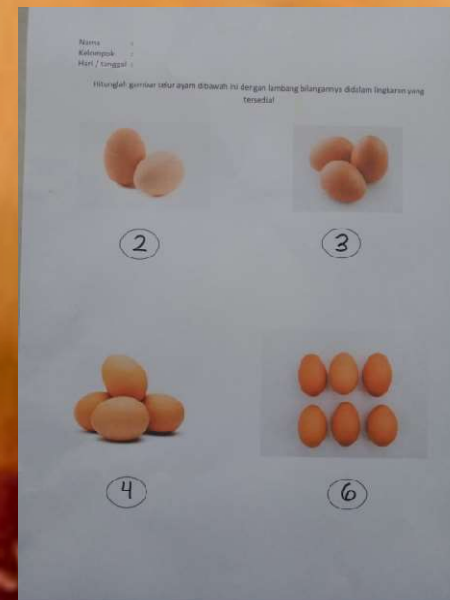 Nama :
Kelompok :
Hari / tanggal :
Hitunglah gambar telur ayam dibawah ini dengan lambang bilangannya didalam lingkaran yang
tersedia!
2 3
4 6